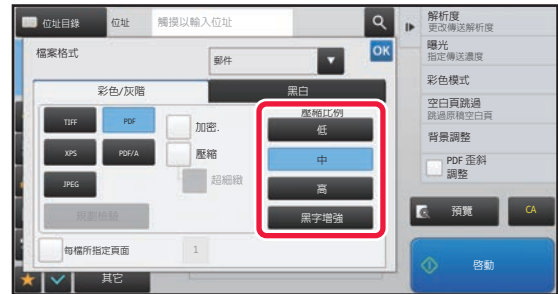 位址目錄
位址
觸摸以輸入位址
檔案格式
郵件
OK
彩色/灰階
黑白
TIFF
PDF
XPS
PDF/A
JPEG
加密.
壓縮
超細緻
壓縮比例
低
中
高
黑字增強
每檔所指定頁面
1
其它
解析度
更改傳送解析度
曝光
指定傳送濃度
彩色模式
空白頁跳過
跳過原稿空白頁
背景調整
PDF 歪斜
調整
預覽
CA
啓動